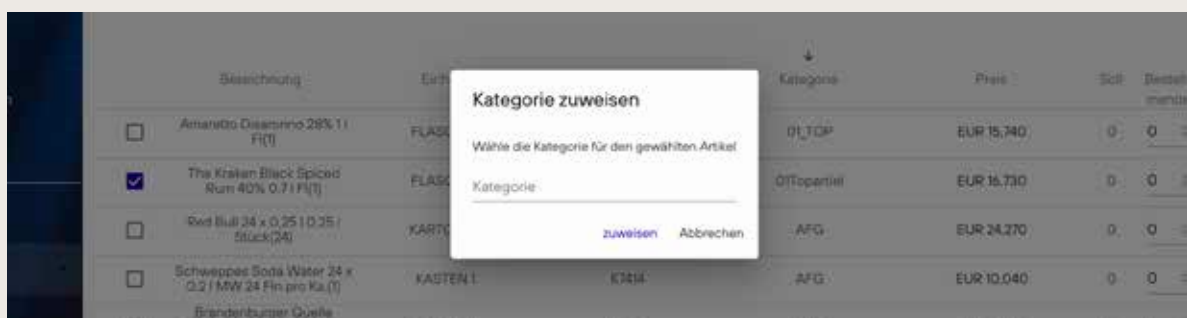 Bezeichnung
Kategorie
Preis
Soll
Kategorie zuweisen
Wähle die Kategorie für den gewählten Artikel
Kategorie
zuweisen Abbrechen
Amaretto Disaronno 28% 1 l
Fl(1)
01_TOP
EUR 15.740
0
0
The Kraken Black Spiced
Rum 40% 0.7 l Fl(1)
01Topartiel
EUR 16.730
0
0
Red Bull 24 x 0,25 l 0.25 l
Stück(24)
AFG
EUR 24.270
0
0
Schweppes Soda Water 24 x
0.2 l MW 24 Fln pro Ka.(1)
KASTEN 1
K7414
AFG
EUR 10.040
0
0
Brandenburger Quelle